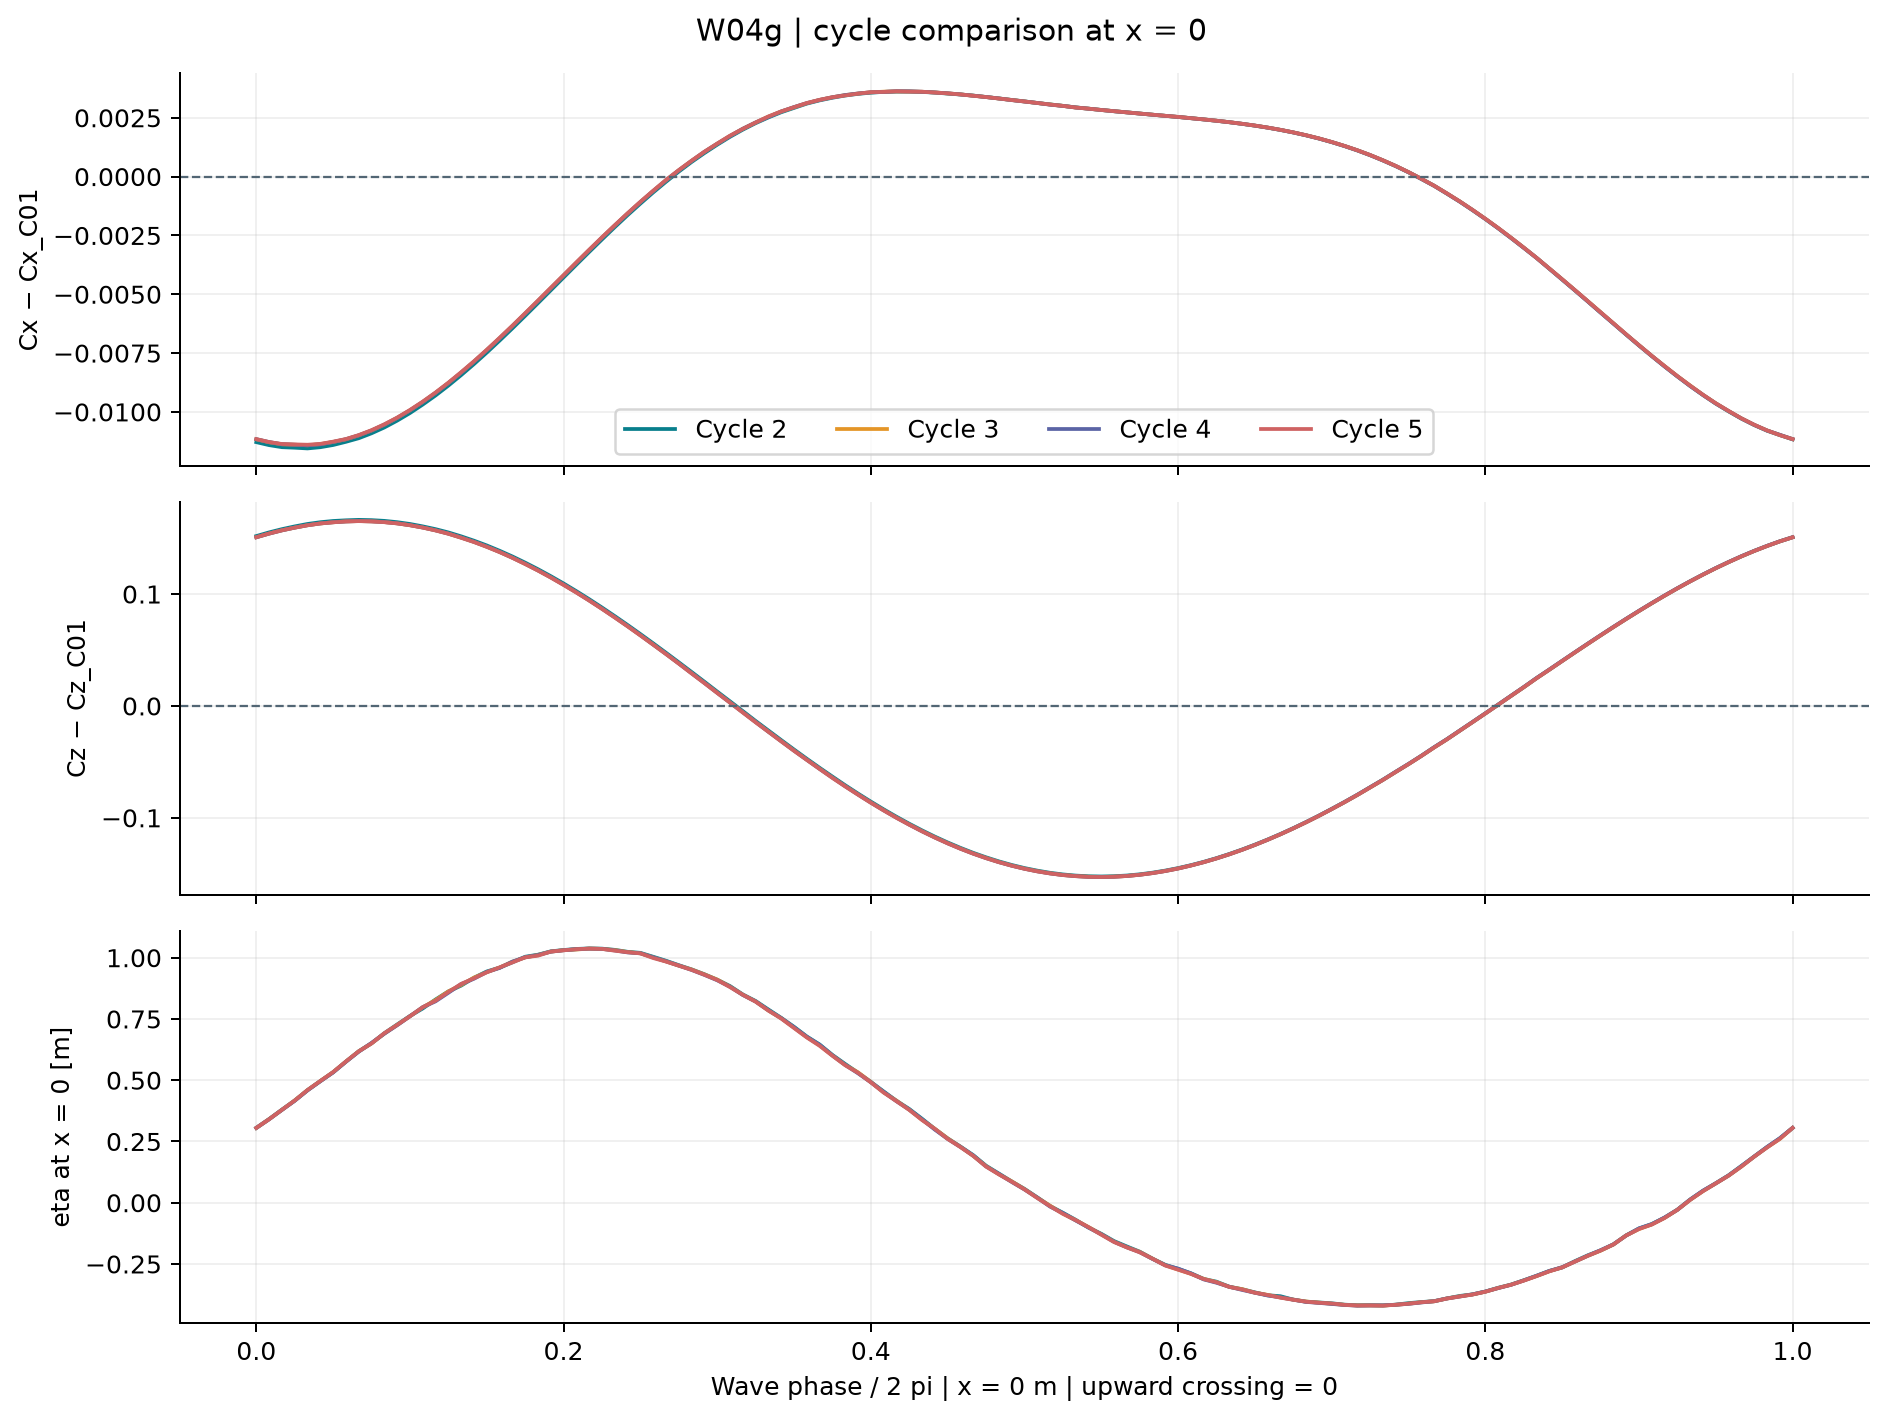 W04g | cycle comparison at x = 0
Cx − Cx_C01
0.0025
0.0000
−0.0025
−0.0050
−0.0075
−0.0100
Cycle 2
Cycle 3
Cycle 4
Cycle 5
Cz − Cz_C01
0.1
0.0
−0.1
eta at x = 0 [m]
1.00
0.75
0.50
0.25
0.00
−0.25
0.0
0.2
0.4
0.6
0.8
1.0
Wave phase / 2 pi | x = 0 m | upward crossing = 0